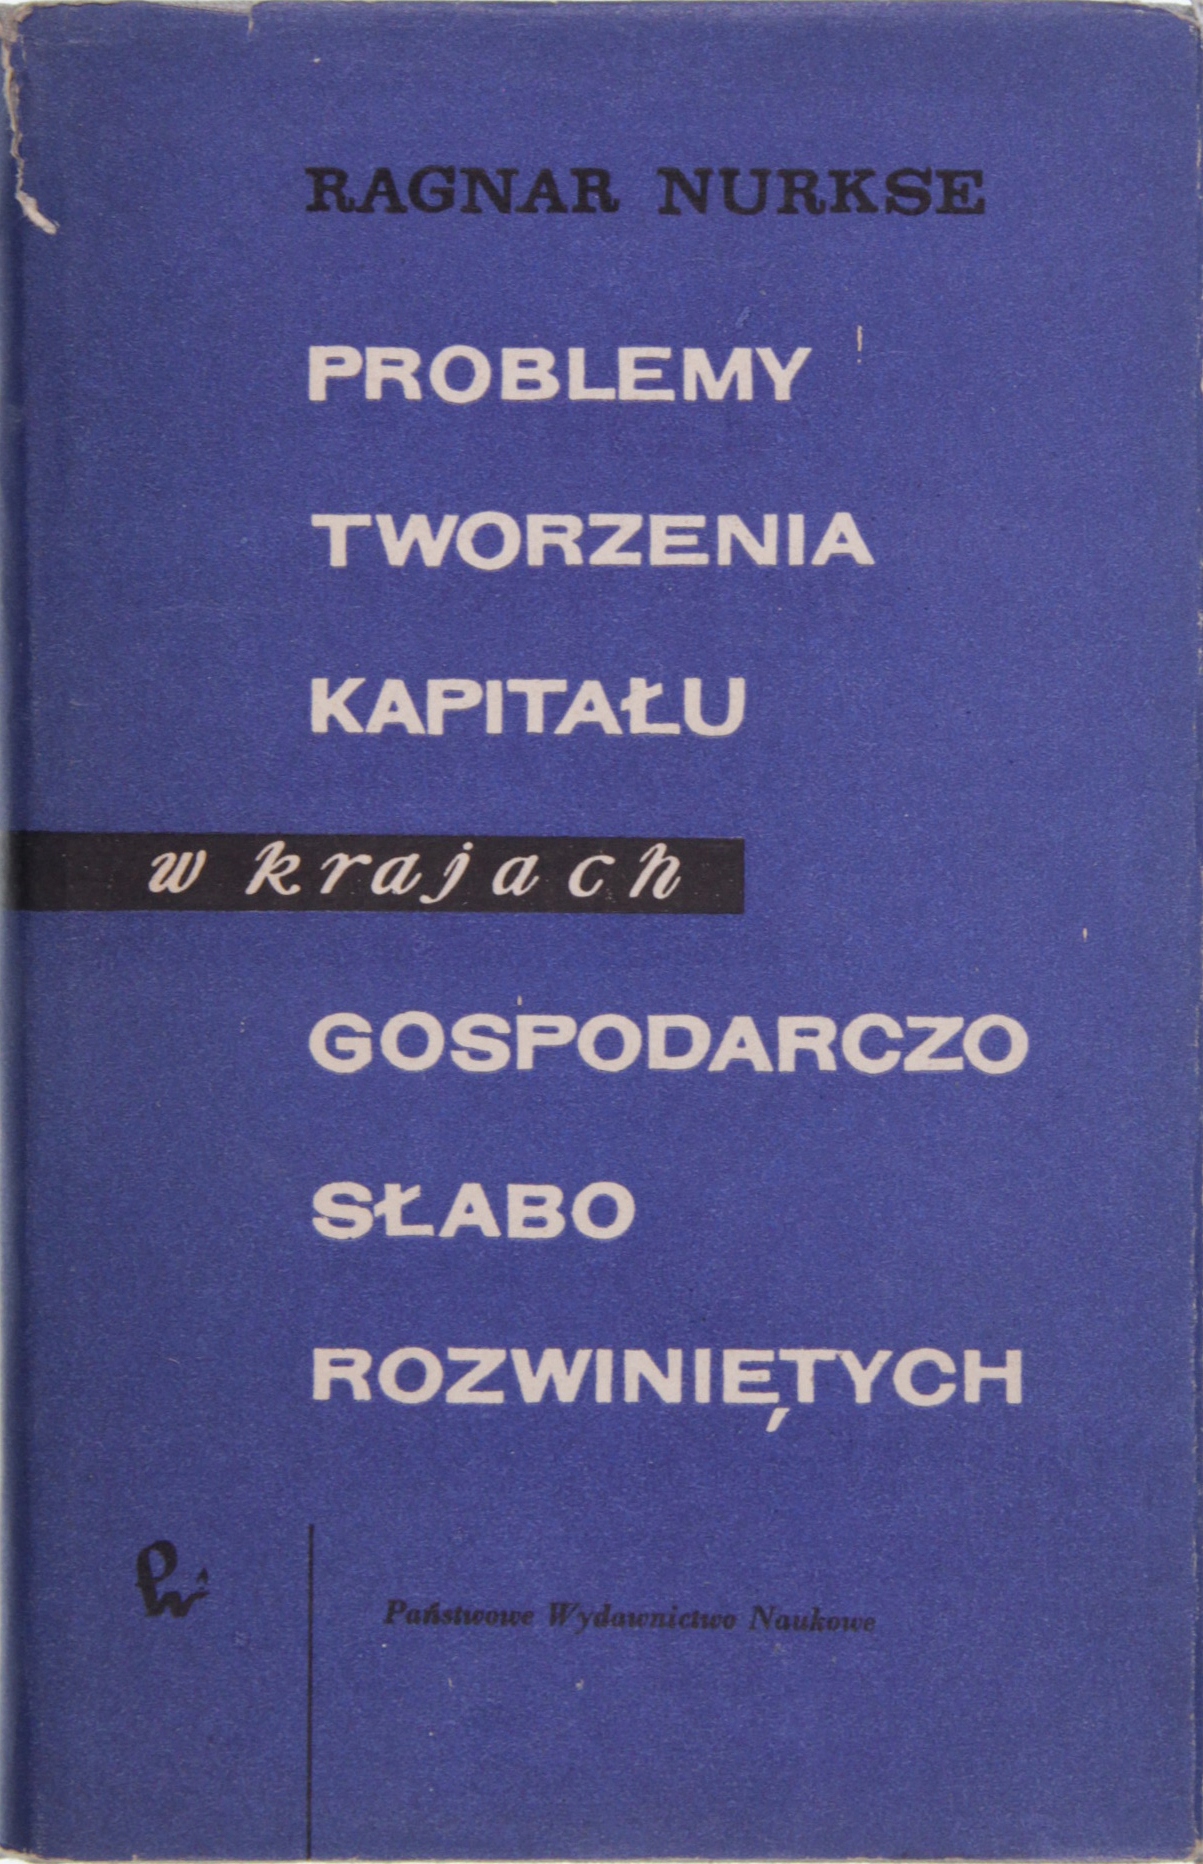 RAGNAR NURKSE
PROBLEMY
TWORZENIA
KAPITAŁU
w krajach
GOSPODARCZO
SŁABO
ROZWINIĘTYCH
Państwowe Wydawnictwo Naukowe